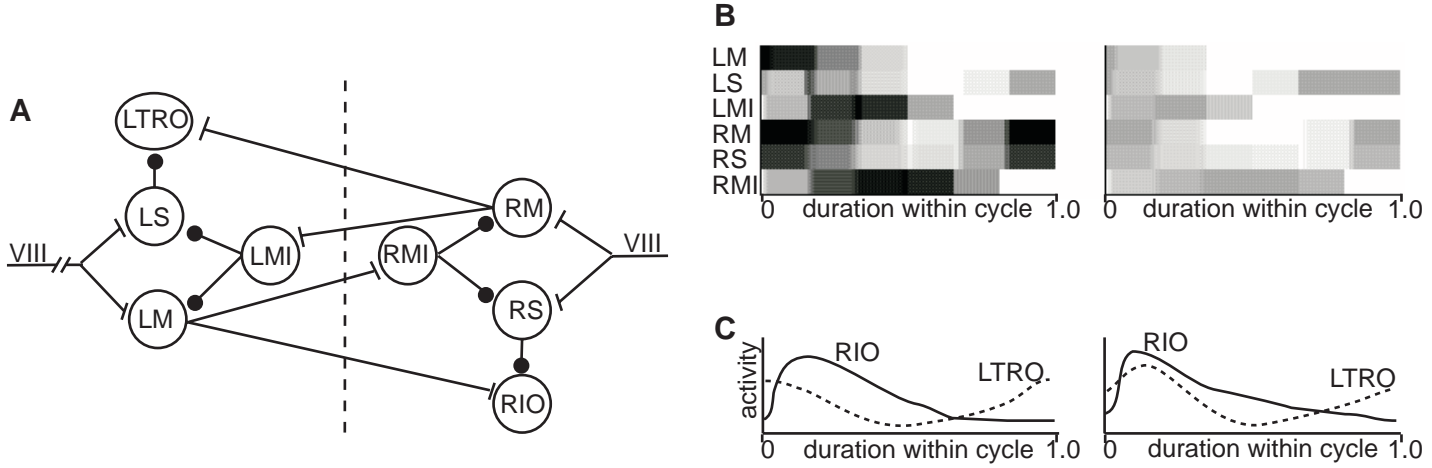 A
LTRO
LS
VIII
LMI
LM
RMI
RM
VIII
RS
RIO
B
LM
LS
LMI
RM
RS
RMI
0 duration within cycle 1.0
0 duration within cycle 1.0
C
activity
RIO
LTRO
0 duration within cycle 1.0
RIO
LTRO
0 duration within cycle 1.0